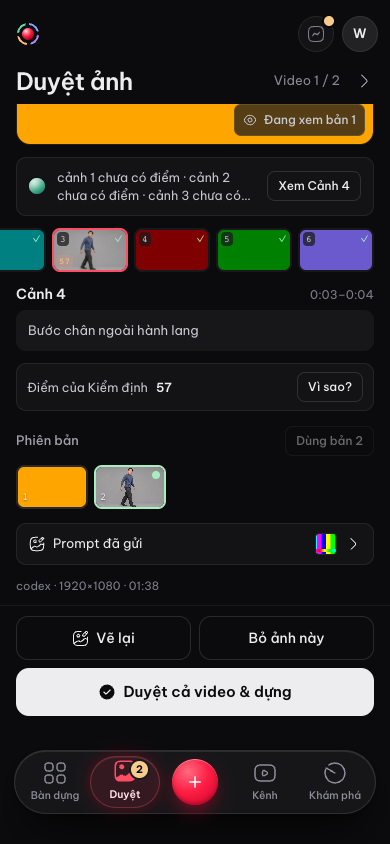 W
Duyệt ảnh
Video 1 / 2
Đang xem bản 1
cảnh 1 chưa có điểm · cảnh 2
chưa có điểm · cảnh 3 chưa có...
Xem Cảnh 4
3
57
4
5
6
Cảnh 4
0:03–0:04
Bước chân ngoài hành lang
Điểm của Kiểm định 57
Vì sao?
Phiên bản
Dùng bản 2
1
2
Prompt đã gửi
codex · 1920×1080 · 01:38
Vẽ lại
Bỏ ảnh này
Duyệt cả video & dựng
2
Bàn dựng
Duyệt
Kênh
Khám phá